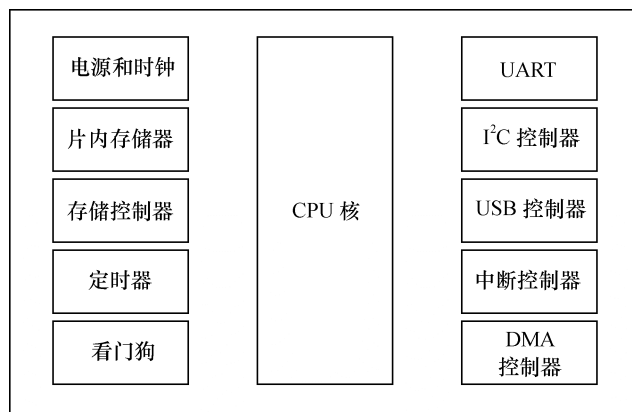 电源和时钟
片内存储器
存储控制器
定时器
看门狗
CPU 核
UART
I²C 控制器
USB 控制器
中断控制器
DMA
控制器